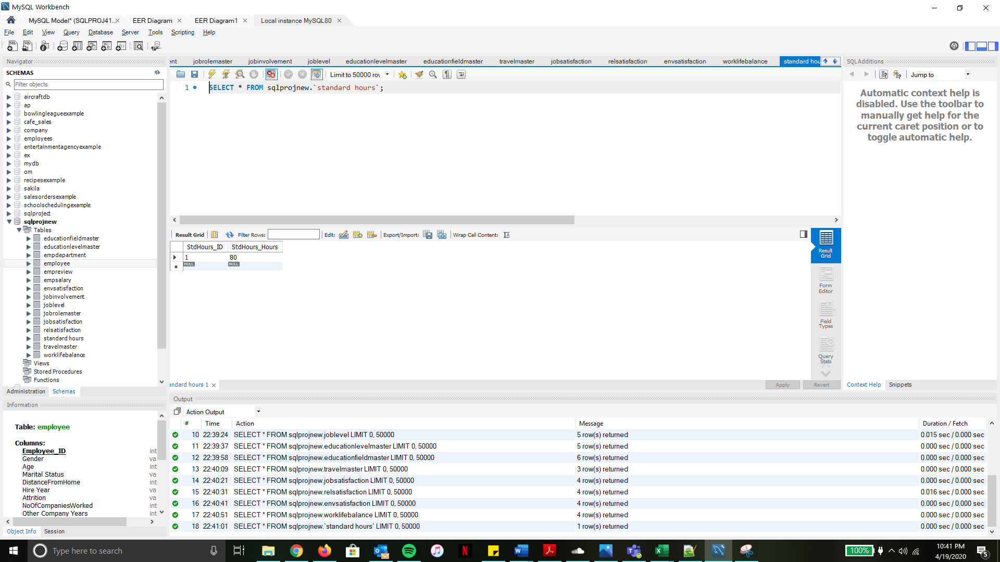 MySQL Workbench
MySQL Model* (SQLPROJ41.. EER Diagram EER Diagram1 Local instance MySQL80
File Edit View Query Database Server Tools Scripting Help
Navigator
SCHEMAS
Filter objects
aircraftdb
ap
bowlingleagueexample
cafe_sales
company
employees
entertainmentagencyexample
ex
mydb
om
recipesexample
sakila
salesordersexample
schoolschedulingexample
sqlproject
sqlprojnew
Tables
educationfieldmaster
educationlevelmaster
empdepartment
employee
empreview
empsalary
envsatisfaction
jobinvolvement
joblevel
jobrolemaster
jobsatisfaction
relsatisfaction
standard hours
travelmaster
worklifebalance
Views
Stored Procedures
Functions
Administration Schemas
Information
Table: employee
Columns:
Employee_ID int
Gender va
Age int
Marital Status va
DistanceFromHome int
Hire Year va
Attrition va
NoOfCompaniesWorked int
Other Company Years int
Object Info Session
ent jobrolemaster jobinvolvement joblevel educationlevelmaster educationfieldmaster travelmaster jobsatisfaction relsatisfaction envsatisfaction worklifebalance standard hou
Limit to 50000 rov
1 SELECT * FROM sqlprojnew.`standard hours`;
Result Grid Filter Rows: Edit: Export/Import: Wrap Cell Content:
StdHours_ID StdHours_Hours
1 80
NULL NULL
Result Grid
Form Editor
Field Types
Query Stats
andard hours 1 Apply Revert
SQLAdditions
Jump to
Automatic context help is
disabled. Use the toolbar to
manually get help for the
current caret position or to
toggle automatic help.
Context Help Snippets
Output
Action Output
# Time Action Message Duration / Fetch
10 22:39:24 SELECT * FROM sqlprojnew.joblevel LIMIT 0, 50000 5 row(s) returned 0.015 sec / 0.000 sec
11 22:39:37 SELECT * FROM sqlprojnew.educationlevelmaster LIMIT 0, 50000 5 row(s) returned 0.000 sec / 0.000 sec
12 22:39:58 SELECT * FROM sqlprojnew.educationfieldmaster LIMIT 0, 50000 6 row(s) returned 0.000 sec / 0.000 sec
13 22:40:09 SELECT * FROM sqlprojnew.travelmaster LIMIT 0, 50000 3 row(s) returned 0.000 sec / 0.000 sec
14 22:40:21 SELECT * FROM sqlprojnew.jobsatisfaction LIMIT 0, 50000 4 row(s) returned 0.000 sec / 0.000 sec
15 22:40:31 SELECT * FROM sqlprojnew.relsatisfaction LIMIT 0, 50000 4 row(s) returned 0.016 sec / 0.000 sec
16 22:40:41 SELECT * FROM sqlprojnew.envsatisfaction LIMIT 0, 50000 4 row(s) returned 0.000 sec / 0.000 sec
17 22:40:51 SELECT * FROM sqlprojnew.worklifebalance LIMIT 0, 50000 4 row(s) returned 0.000 sec / 0.000 sec
18 22:41:01 SELECT * FROM sqlprojnew.`standard hours` LIMIT 0, 50000 1 row(s) returned 0.000 sec / 0.000 sec
Type here to search
100%
10:41 PM
4/19/2020
5